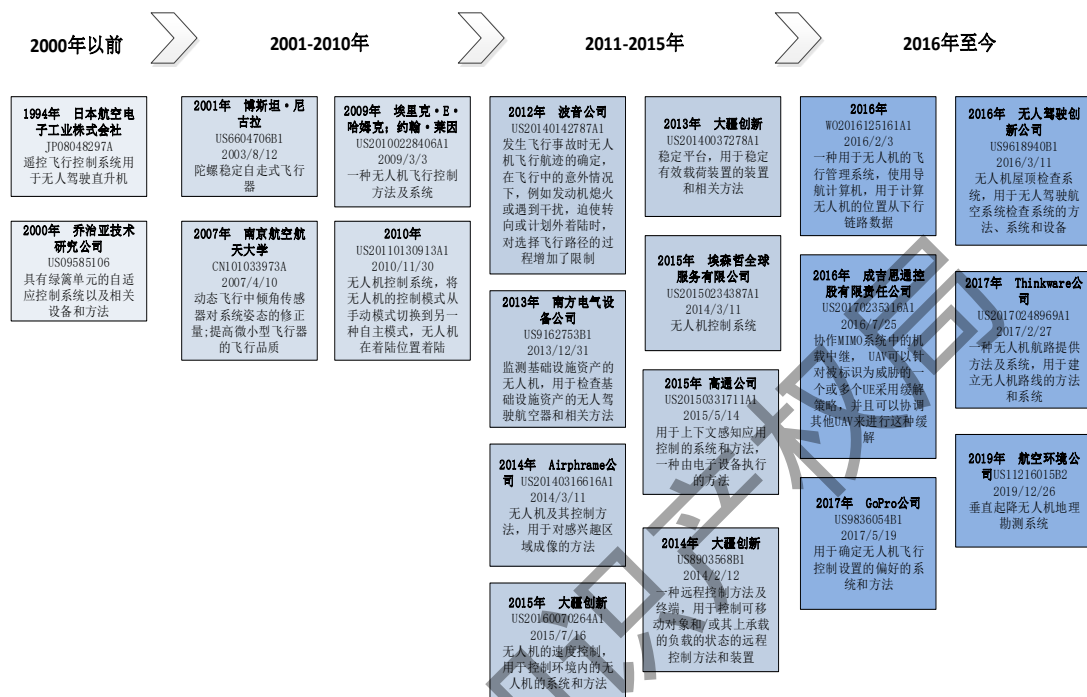 2000年以前
2001-2010年
2011-2015年
2016年至今
1994年 日本航空电
子工业株式会社
JP08048297A
遥控飞行控制系统用
于无人驾驶直升机
2000年 乔治亚技术
研究公司
US09585106
具有绿篱单元的自适
应控制系统以及相关
设备和方法
2001年 博斯坦·尼
古拉
US6604706B1
2003/8/12
陀螺稳定自走式飞行
器
2007年 南京航空航
天大学
CN101033973A
2007/4/10
动态飞行中倾角传感
器对系统姿态的修正
量;提高微小型飞行器
的飞行品质
2009年 埃里克·E·
哈姆克;约翰·莱因
US20100228406A1
2009/3/3
一种无人机飞行控制
方法及系统
2010年
US20110130913A1
2010/11/30
无人机控制系统,将
无人机的控制模式从
手动模式切换到另一
种自主模式,无人机
在着陆位置着陆
2012年 波音公司
US20140142787A1
发生飞行事故时无人
机飞行航迹的确定,
在飞行中的意外情况
下,例如发动机熄火
或遇到干扰,迫使转
向或计划外着陆时,
对选择飞行路径的过
程增加了限制
2013年 南方电气设
备公司
US9162753B1
2013/12/31
监测基础设施资产的
无人机,用于检查基
础设施资产的无人驾
驶航空器和相关方法
2014年 Airphrame公
司 US20140316616A1
2014/3/11
无人机及其控制方
法,用于对感兴趣区
域成像的方法
2015年 大疆创新
US20160070264A1
2015/7/16
无人机的速度控制,
用于控制环境内的无
人机的系统和方法
2013年 大疆创新
US20140037278A1
稳定平台,用于稳定
有效载荷装置的装置
和相关方法
2015年 埃森哲全球
服务有限公司
US20150234387A1
2014/3/11
无人机控制系统
2015年 高通公司
US20150331711A1
2015/5/14
用于上下文感知应用
控制的系统和方法,
一种由电子设备执行
的方法
2014年 大疆创新
US8903568B1
2014/2/12
一种远程控制方法及
终端,用于控制可移
动对象和/或其上承载
的负载的状态的远程
控制方法和装置
2016年
WO2016125161A1
2016/2/3
一种用于无人机的飞
行管理系统,使用导
航计算机,用于计算
无人机的位置从下行
链路数据
2016年 成吉思通控
股有限责任公司
US20170235316A1
2016/7/25
协作MIMO系统中的机
载中继, UAV可以针
对被标识为威胁的一
个或多个UE采用缓解
策略,并且可以协调
其他UAV来进行这种缓
解
2017年 GoPro公司
US9836054B1
2017/5/19
用于确定无人机飞行
控制设置的偏好的系
统和方法
2016年 无人驾驶创
新公司
US9618940B1
2016/3/11
无人机屋顶检查系
统,用于无人驾驶航
空系统检查系统的方
法、系统和设备
2017年 Thinkware公
司
US20170248969A1
2017/2/27
一种无人机航路提供
方法及系统,用于建
立无人机路线的方法
和系统
2019年 航空环境公
司US11216015B2
2019/12/26
垂直起降无人机地理
勘测系统
识产权局